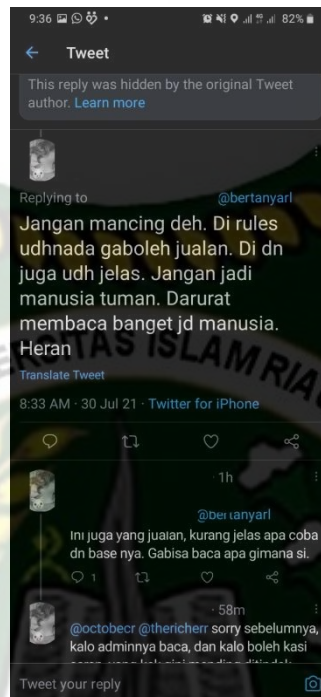 9:36
82%
Tweet
This reply was hidden by the original Tweet
author. Learn more
Replying to @bertanyarl
Jangan mancing deh. Di rules
udhnada gaboleh jualan. Di dn
juga udh jelas. Jangan jadi
manusia tuman. Darurat
membaca banget jd manusia.
Heran
Translate Tweet
8:33 AM · 30 Jul 21 · Twitter for iPhone
· 1h
@bertanyarl
Ini juga yang jualan, kurang jelas apa coba
dn base nya. Gabisa baca apa gimana si.
1
· 58m
@octobecr @thericherr sorry sebelumnya,
kalo adminnya baca, dan kalo boleh kasi
Tweet your reply
ITAS ISLAM RIAU